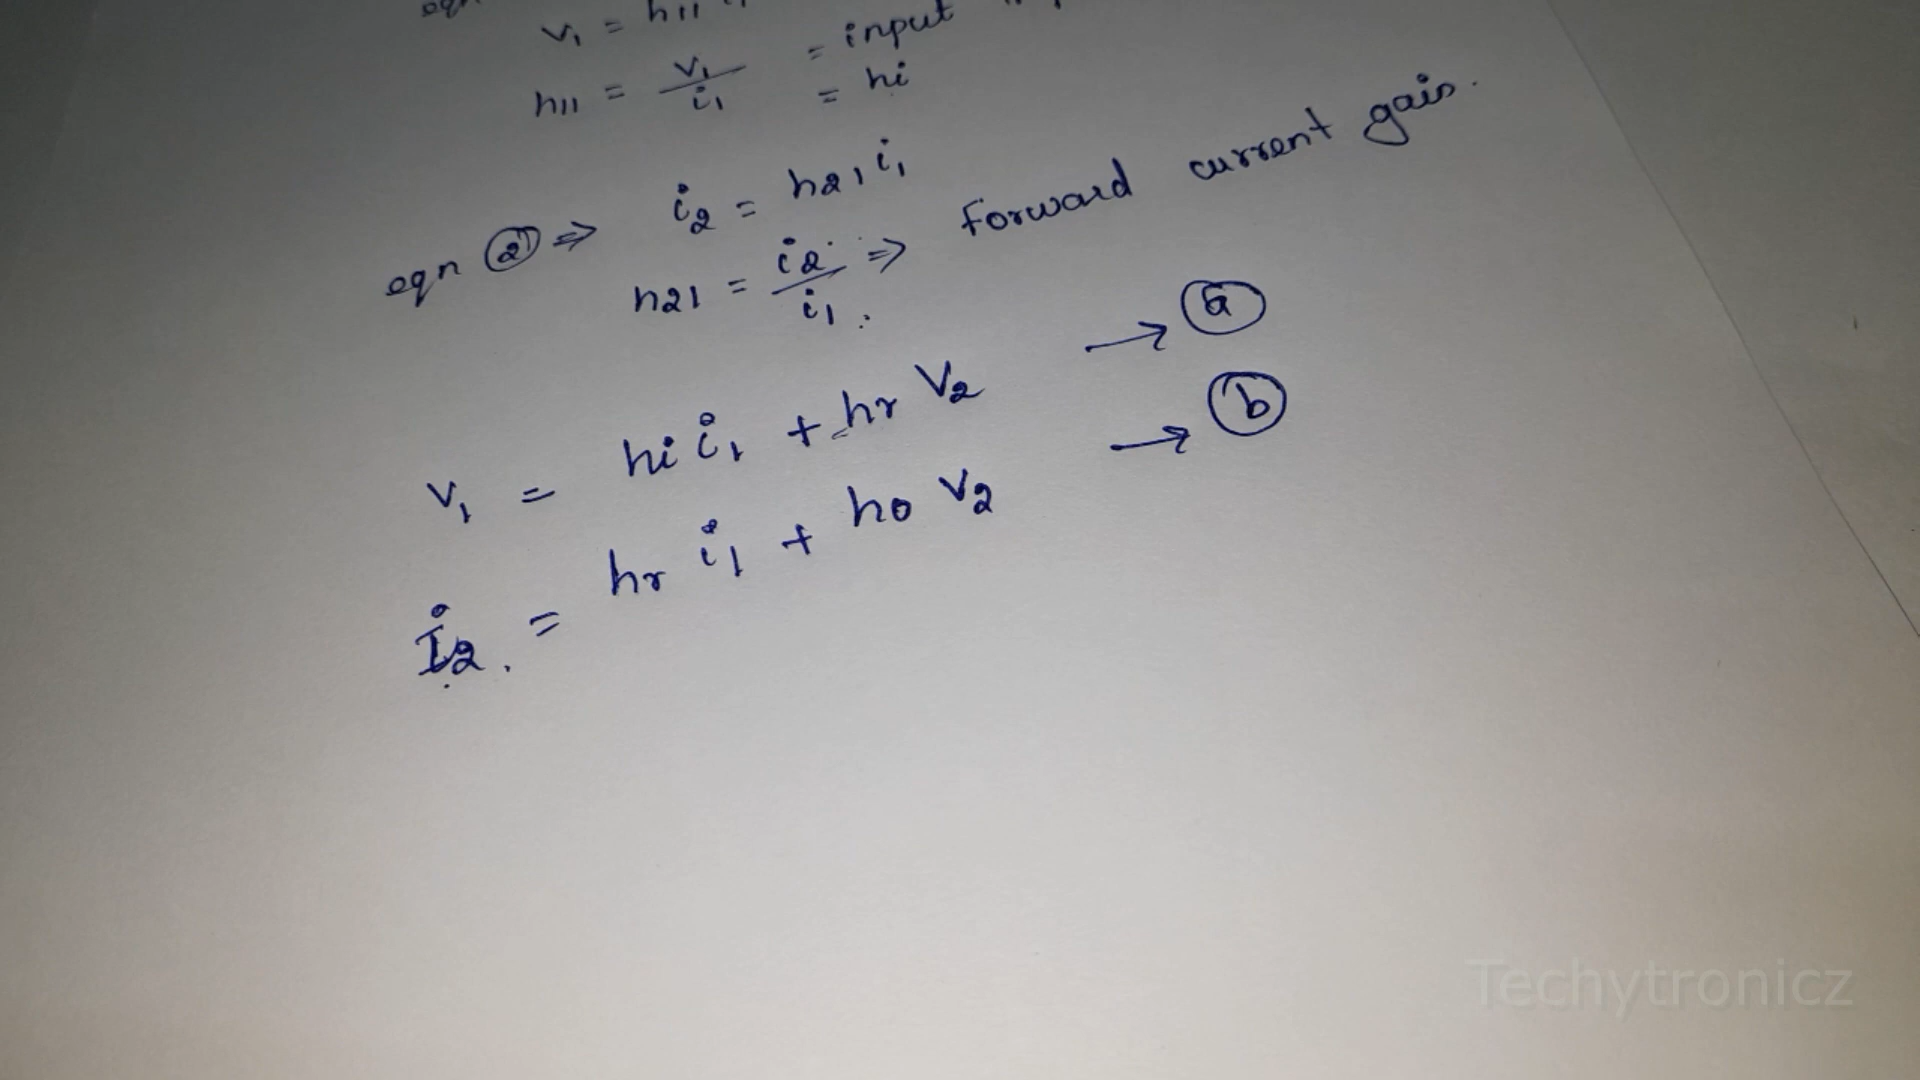 eqn
v₁ = h11 i
h11 = v₁/i₁ = input
= hi
eqn ② ⇒ i₂ = h21 i₁
h21 = i₂/i₁ ⇒ Forward current gain.
v₁ = hi i₁ + hr V₂ → ⓐ
i₂ = hr i₁ + ho V₂ → ⓑ
Techytronicz